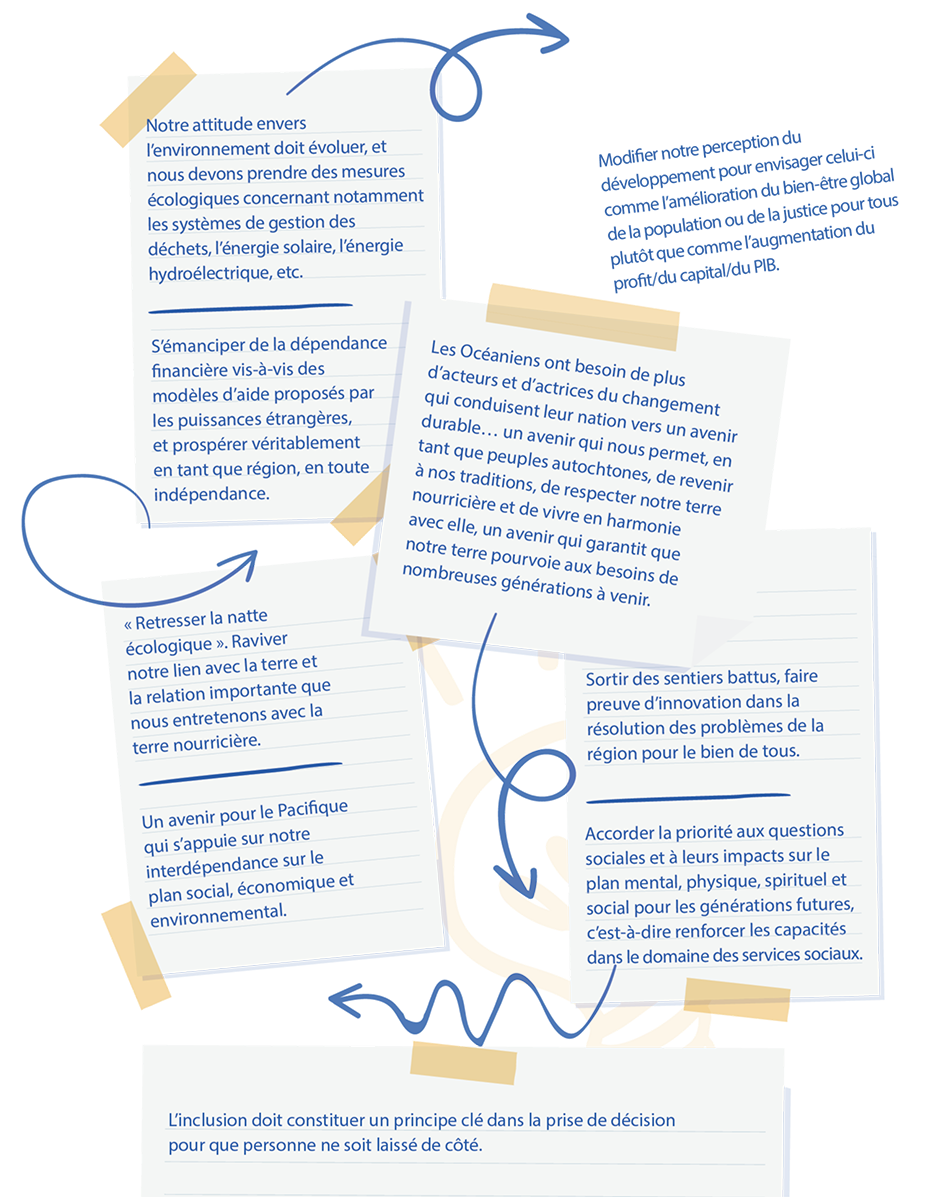 Notre attitude envers
l’environnement doit évoluer, et
nous devons prendre des mesures
écologiques concernant notamment
les systèmes de gestion des
déchets, l’énergie solaire, l’énergie
hydroélectrique, etc.
S’émanciper de la dépendance
financière vis-à-vis des
modèles d’aide proposés par
les puissances étrangères,
et prospérer véritablement
en tant que région, en toute
indépendance.
Modifier notre perception du
développement pour envisager celui-ci
comme l’amélioration du bien-être global
de la population ou de la justice pour tous
plutôt que comme l’augmentation du
profit/du capital/du PIB.
Les Océaniens ont besoin de plus
d’acteurs et d’actrices du changement
qui conduisent leur nation vers un avenir
durable… un avenir qui nous permet, en
tant que peuples autochtones, de revenir
à nos traditions, de respecter notre terre
nourricière et de vivre en harmonie
avec elle, un avenir qui garantit que
notre terre pourvoie aux besoins de
nombreuses générations à venir.
« Retresser la natte
écologique ». Raviver
notre lien avec la terre et
la relation importante que
nous entretenons avec la
terre nourricière.
Un avenir pour le Pacifique
qui s’appuie sur notre
interdépendance sur le
plan social, économique et
environnemental.
Sortir des sentiers battus, faire
preuve d’innovation dans la
résolution des problèmes de la
région pour le bien de tous.
Accorder la priorité aux questions
sociales et à leurs impacts sur le
plan mental, physique, spirituel et
social pour les générations futures,
c’est-à-dire renforcer les capacités
dans le domaine des services sociaux.
L’inclusion doit constituer un principe clé dans la prise de décision
pour que personne ne soit laissé de côté.